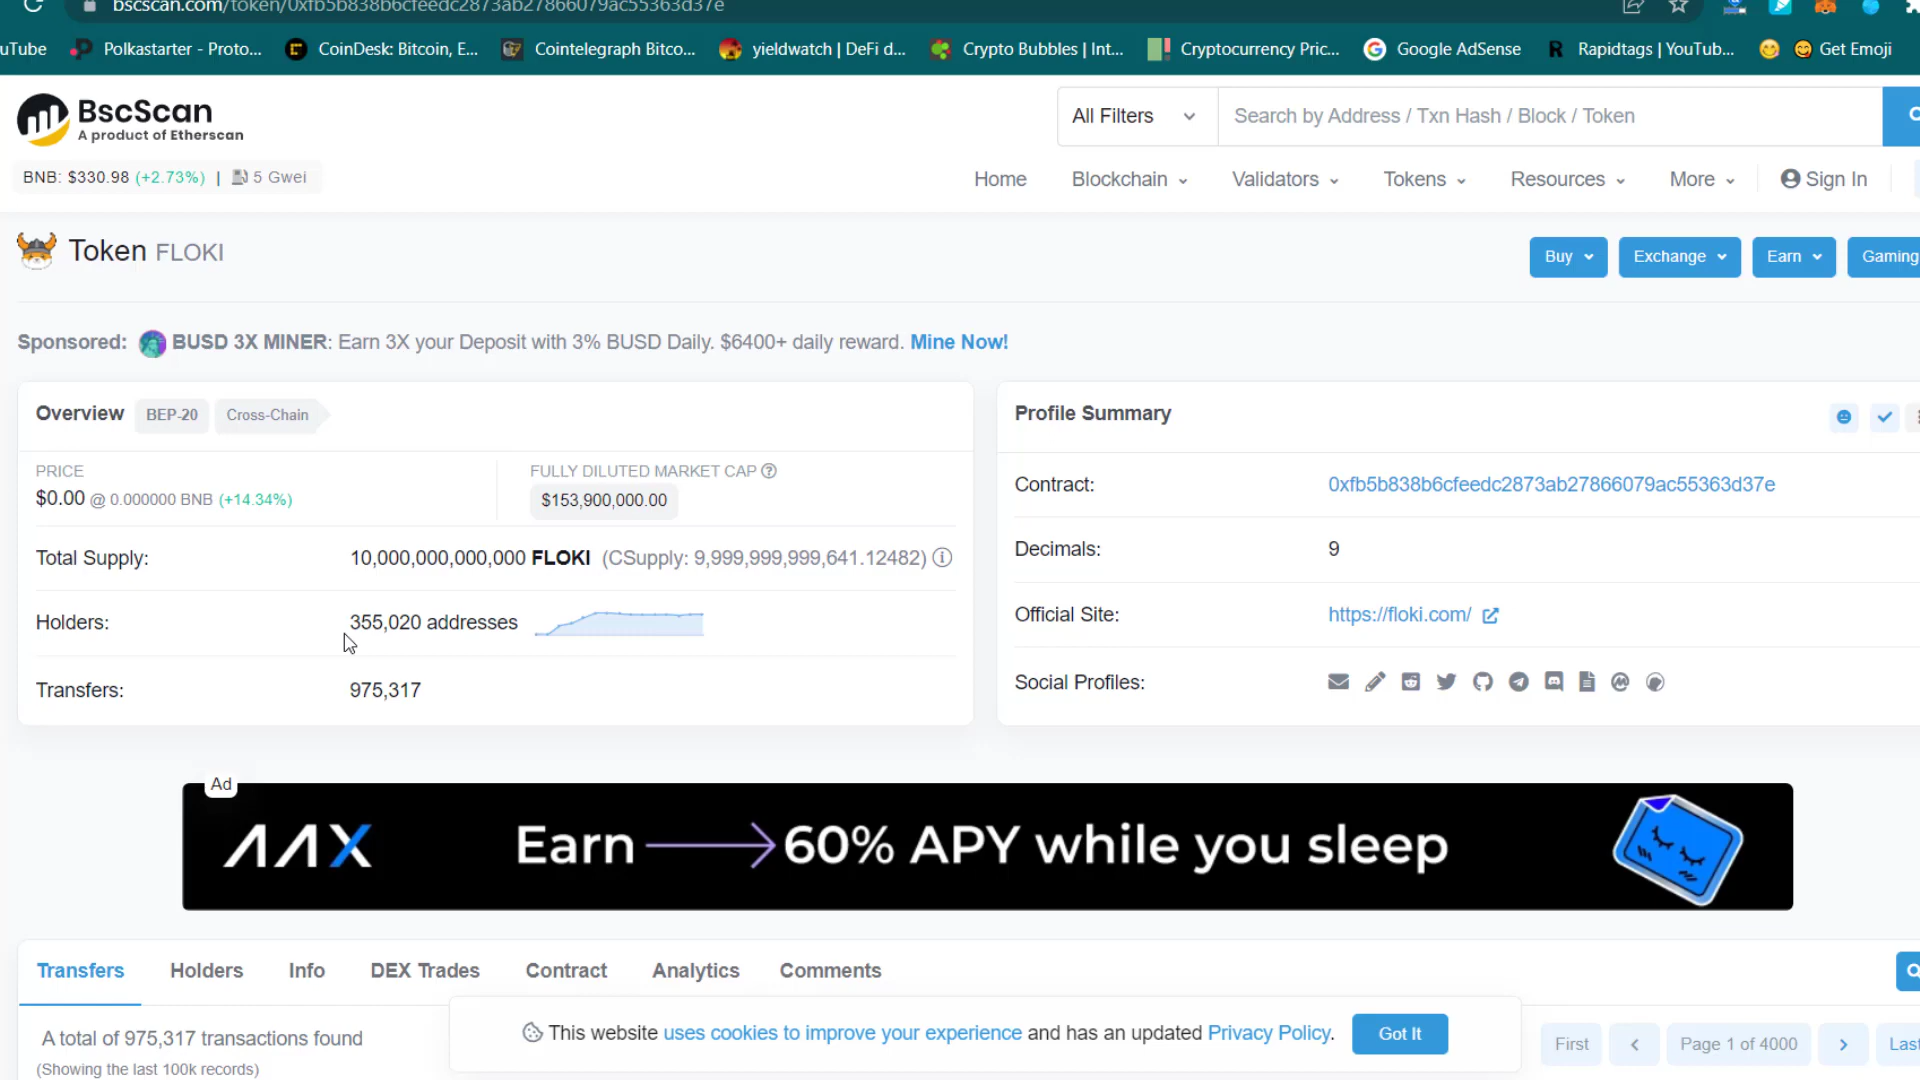 bscscan.com/token/0xfb5b838b6cfeedc2873ab27866079ac55363d37e
uTube Polkastarter - Proto... CoinDesk: Bitcoin, E... Cointelegraph Bitco... yieldwatch | DeFi d... Crypto Bubbles | Int... Cryptocurrency Pric... Google AdSense Rapidtags | YouTub... Get Emoji
BscScan
A product of Etherscan
All Filters Search by Address / Txn Hash / Block / Token
BNB: $330.98 (+2.73%) | 5 Gwei
Home Blockchain Validators Tokens Resources More Sign In
Token FLOKI
Buy Exchange Earn Gaming
Sponsored: BUSD 3X MINER: Earn 3X your Deposit with 3% BUSD Daily. $6400+ daily reward. Mine Now!
Overview BEP-20 Cross-Chain
PRICE
$0.00 @ 0.000000 BNB (+14.34%)
FULLY DILUTED MARKET CAP
$153,900,000.00
Total Supply: 10,000,000,000,000 FLOKI (CSupply: 9,999,999,999,641.12482)
Holders: 355,020 addresses
Transfers: 975,317
Profile Summary
Contract: 0xfb5b838b6cfeedc2873ab27866079ac55363d37e
Decimals: 9
Official Site: https://floki.com/
Social Profiles:
Ad
AAX Earn 60% APY while you sleep
Transfers Holders Info DEX Trades Contract Analytics Comments
A total of 975,317 transactions found
(Showing the last 100k records)
This website uses cookies to improve your experience and has an updated Privacy Policy. Got It
First Page 1 of 4000 Last